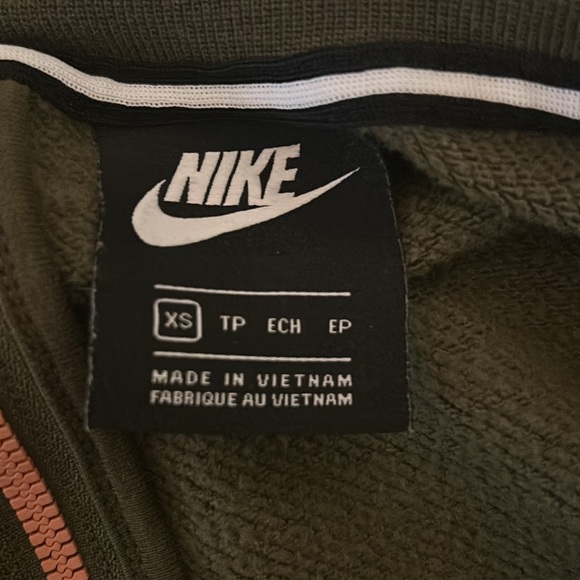 NIKE
XS TP ECH EP
MADE IN VIETNAM
FABRIQUE AU VIETNAM